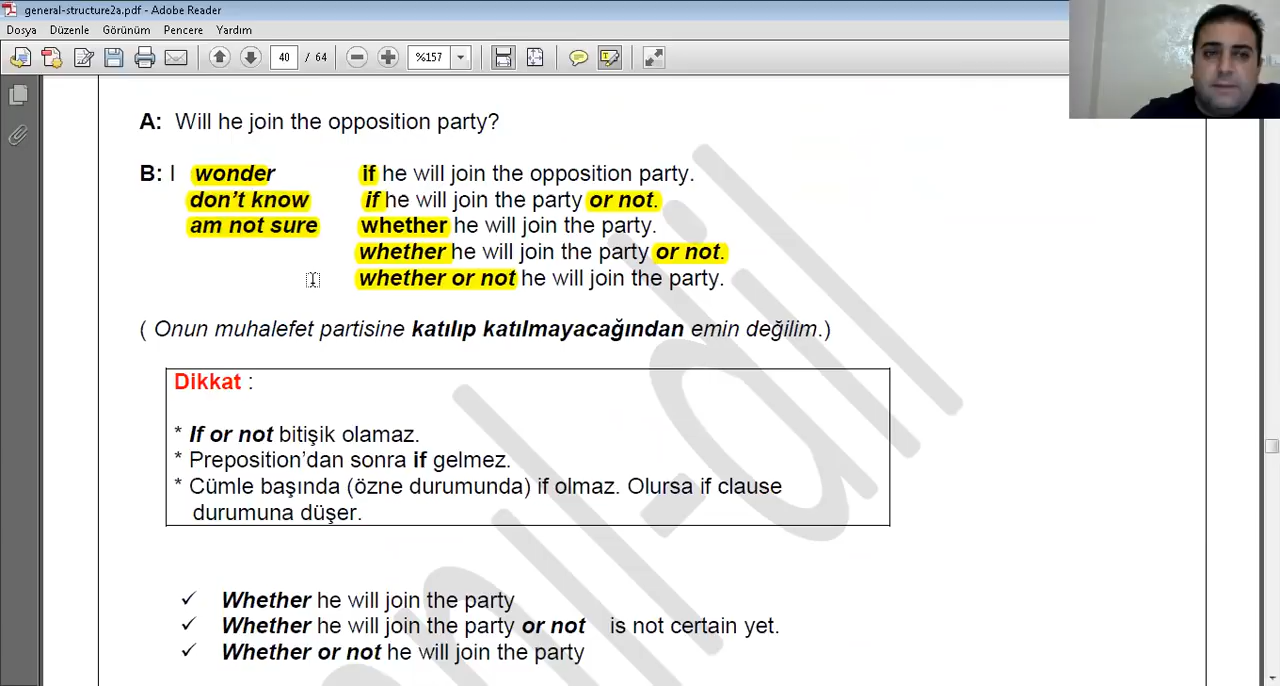 general-structure2a.pdf - Adobe Reader
Dosya Düzenle Görünüm Pencere Yardım
40 / 64 %157
A: Will he join the opposition party?
B: I wonder if he will join the opposition party.
don't know if he will join the party or not.
am not sure whether he will join the party.
whether he will join the party or not.
whether or not he will join the party.
( Onun muhalefet partisine katılıp katılmayacağından emin değilim.)
Dikkat :
* If or not bitişik olamaz.
* Preposition'dan sonra if gelmez.
* Cümle başında (özne durumunda) if olmaz. Olursa if clause
durumuna düşer.
✓ Whether he will join the party
✓ Whether he will join the party or not is not certain yet.
✓ Whether or not he will join the party